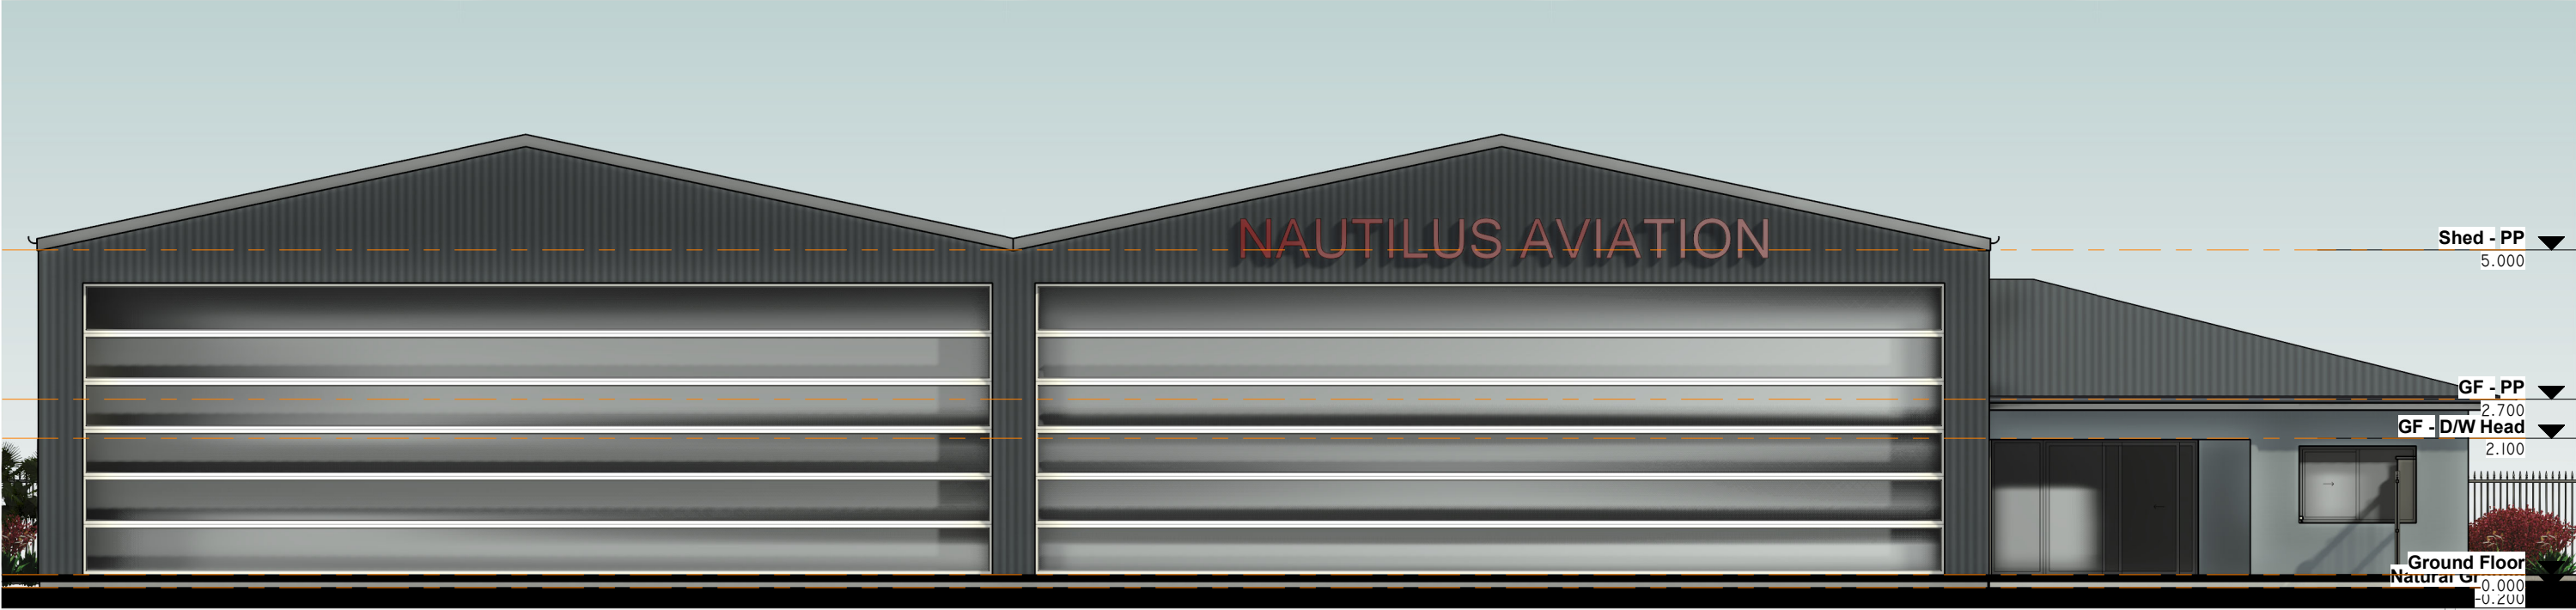 NAUTILUS AVIATION
Shed - PP
5.000
GF - PP
2.700
GF - D/W Head
2.100
Ground Floor
Natural
-0.000
-0.200